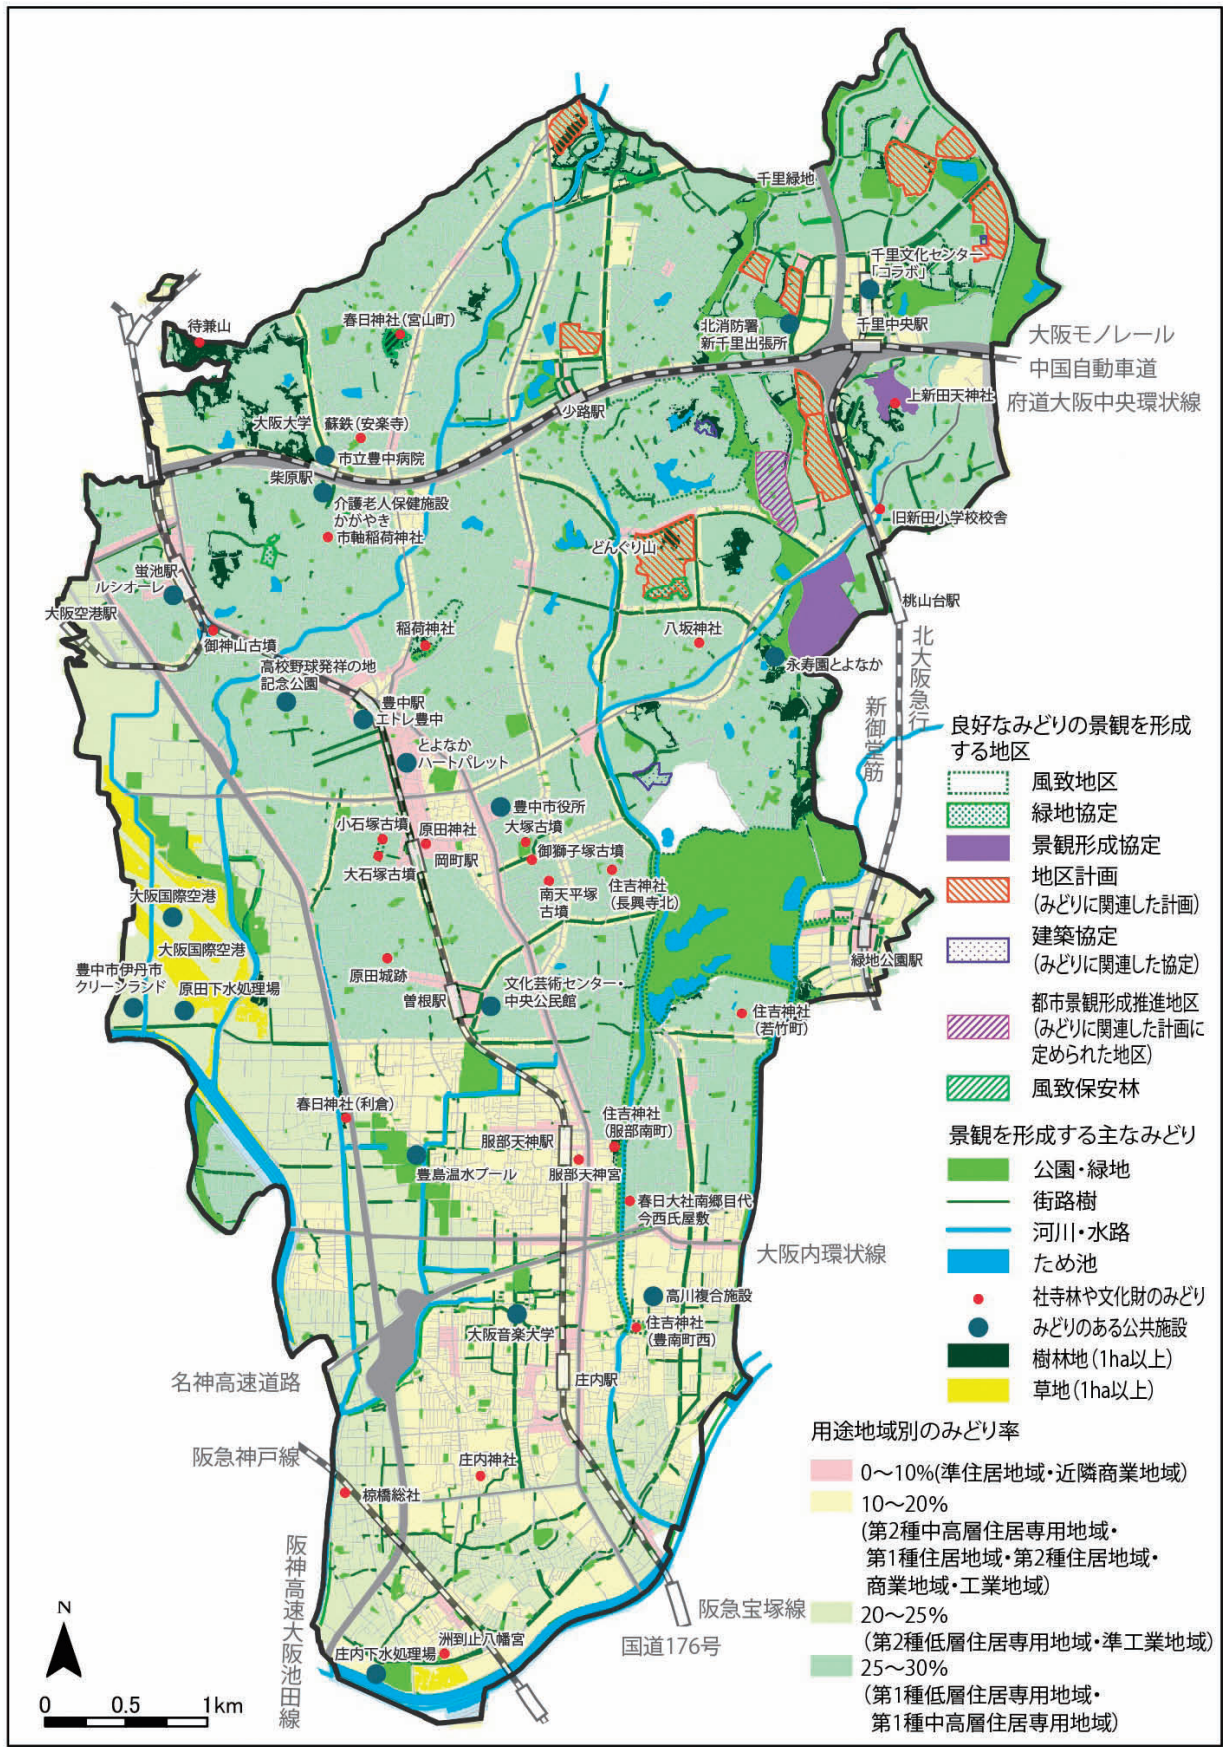 千里緑地
千里文化センター
「コラボ」
待兼山
春日神社(宮山町)
北消防署
新千里出張所
千里中央駅
大阪モノレール
中国自動車道
府道大阪中央環状線
上新田天神社
少路駅
大阪大学
蘇鉄(安楽寺)
市立豊中病院
柴原駅
介護老人保健施設
かがやき
市軸稲荷神社
旧新田小学校校舎
どんぐり山
蛍池駅
ルシオーレ
大阪空港駅
桃山台駅
御神山古墳
稲荷神社
八坂神社
永寿園とよなか
北大阪急行
新御堂筋
高校野球発祥の地
記念公園
豊中駅
エトレ豊中
とよなか
ハートパレット
豊中市役所
大塚古墳
小石塚古墳
原田神社
岡町駅
御獅子塚古墳
大石塚古墳
南天平塚
古墳
住吉神社
(長興寺北)
大阪国際空港
大阪国際空港
緑地公園駅
豊中市伊丹市
クリーンランド
原田下水処理場
原田城跡
曽根駅
文化芸術センター・
中央公民館
住吉神社
(若竹町)
春日神社(利倉)
服部天神駅
住吉神社
(服部南町)
豊島温水プール
服部天神宮
春日大社南郷目代
今西氏屋敷
大阪内環状線
高川複合施設
大阪音楽大学
住吉神社
(豊南町西)
名神高速道路
庄内駅
阪急神戸線
庄内神社
椋橋総社
阪神高速大阪池田線
阪急宝塚線
国道176号
庄内下水処理場
洲到止八幡宮
N
0 0.5 1km
良好なみどりの景観を形成
する地区
風致地区
緑地協定
景観形成協定
地区計画
(みどりに関連した計画)
建築協定
(みどりに関連した協定)
都市景観形成推進地区
(みどりに関連した計画に
定められた地区)
風致保安林
景観を形成する主なみどり
公園・緑地
街路樹
河川・水路
ため池
社寺林や文化財のみどり
みどりのある公共施設
樹林地(1ha以上)
草地(1ha以上)
用途地域別のみどり率
0〜10%(準住居地域・近隣商業地域)
10〜20%
(第2種中高層住居専用地域・
第1種住居地域・第2種住居地域・
商業地域・工業地域)
20〜25%
(第2種低層住居専用地域・準工業地域)
25〜30%
(第1種低層住居専用地域・
第1種中高層住居専用地域)